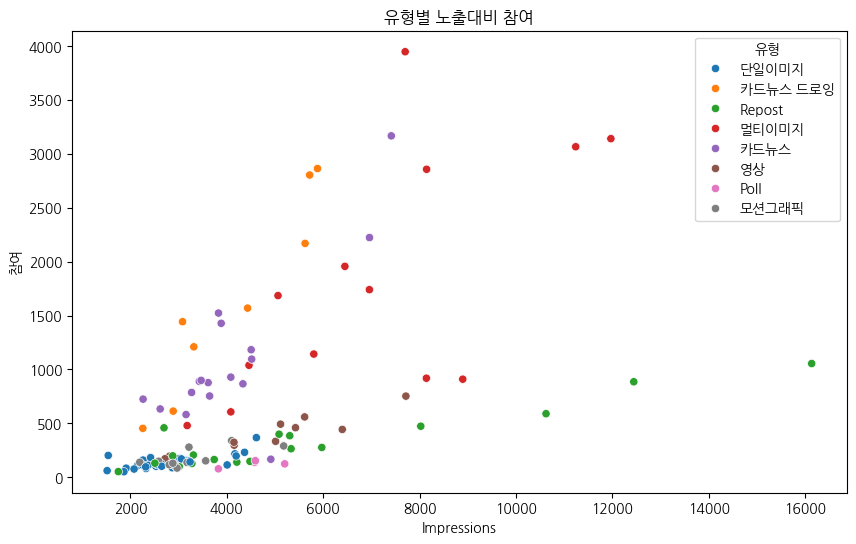 유형별 노출대비 참여
참여
4000
3500
3000
2500
2000
1500
1000
500
0
2000
4000
6000
8000
10000
12000
14000
16000
Impressions
유형
단일이미지
카드뉴스 드로잉
Repost
멀티이미지
카드뉴스
영상
Poll
모션그래픽